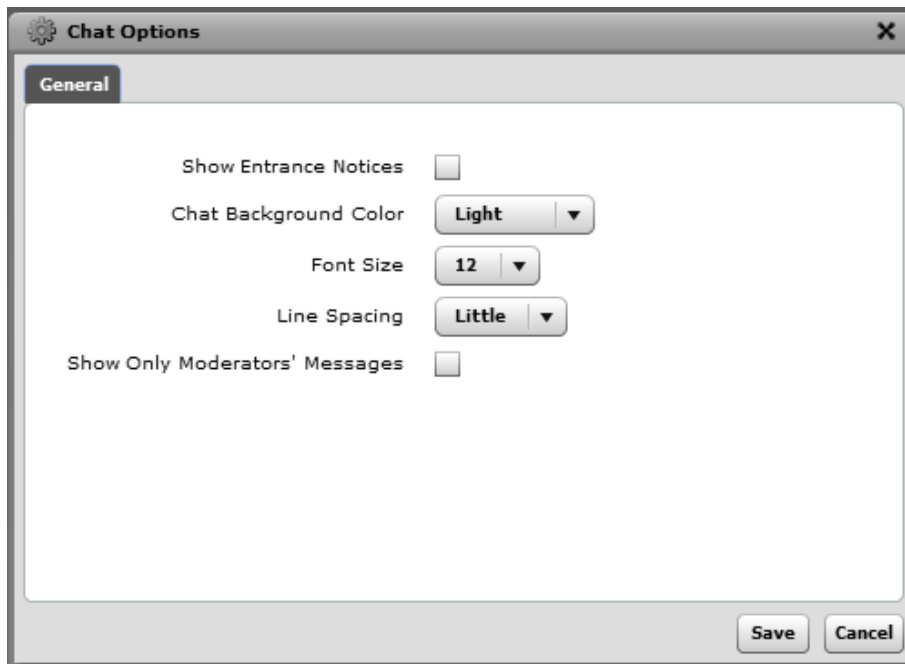 Chat Options
General
Show Entrance Notices
Chat Background Color Light
Font Size 12
Line Spacing Little
Show Only Moderators' Messages
Save Cancel